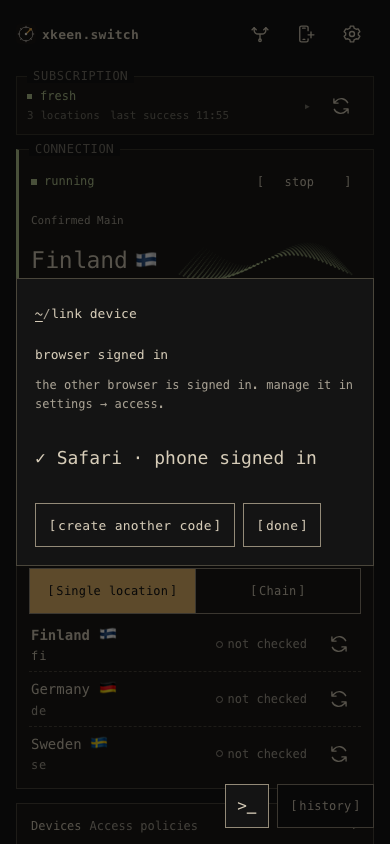 xkeen.switch
SUBSCRIPTION
fresh
3 locations last success 11:55
CONNECTION
running
[ stop ]
Confirmed Main
Finland
~/link device
browser signed in
the other browser is signed in. manage it in
settings → access.
✓ Safari · phone signed in
[create another code] [done]
[Single location] [Chain]
Finland
fi
not checked
Germany
de
not checked
Sweden
se
not checked
>_ [history]
Devices Access policies